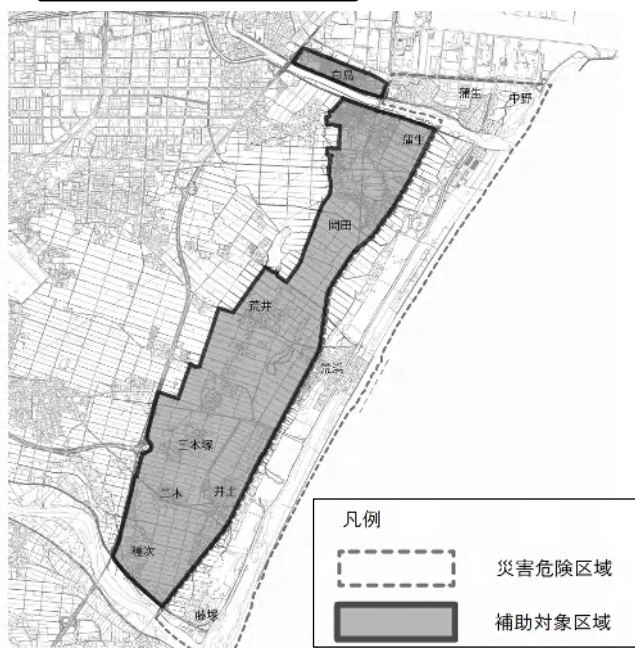 白鳥
蒲生
中野
蒲生
岡田
荒井
荒浜
三本塚
二木
井土
種次
藤塚
凡例
災害危険区域
補助対象区域